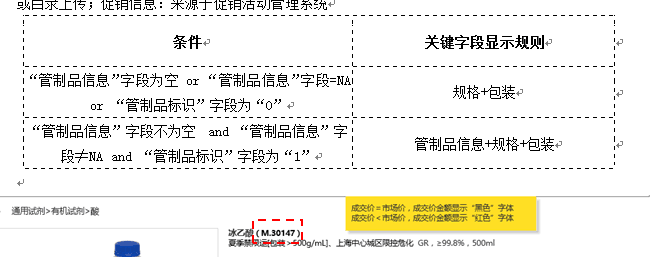 或目录上传；促销信息：来源于促销活动管理系统
条件
关键字段显示规则
“管制品信息”字段为空 or “管制品信息”字段=NA
or “管制品标识”字段为“0”
规格+包装
“管制品信息”字段不为空 and “管制品信息”字
段≠NA and “管制品标识”字段为“1”
管制品信息+规格+包装
通用试剂>有机试剂>酸
成交价＝市场价，成交价金额显示“黑色”字体
成交价＜市场价，成交价金额显示“红色”字体
冰乙酸 ( M.30147 )
夏季禁限运[包装＞500g/mL]、上海中心城区限控危化 GR，≥99.8%，500ml